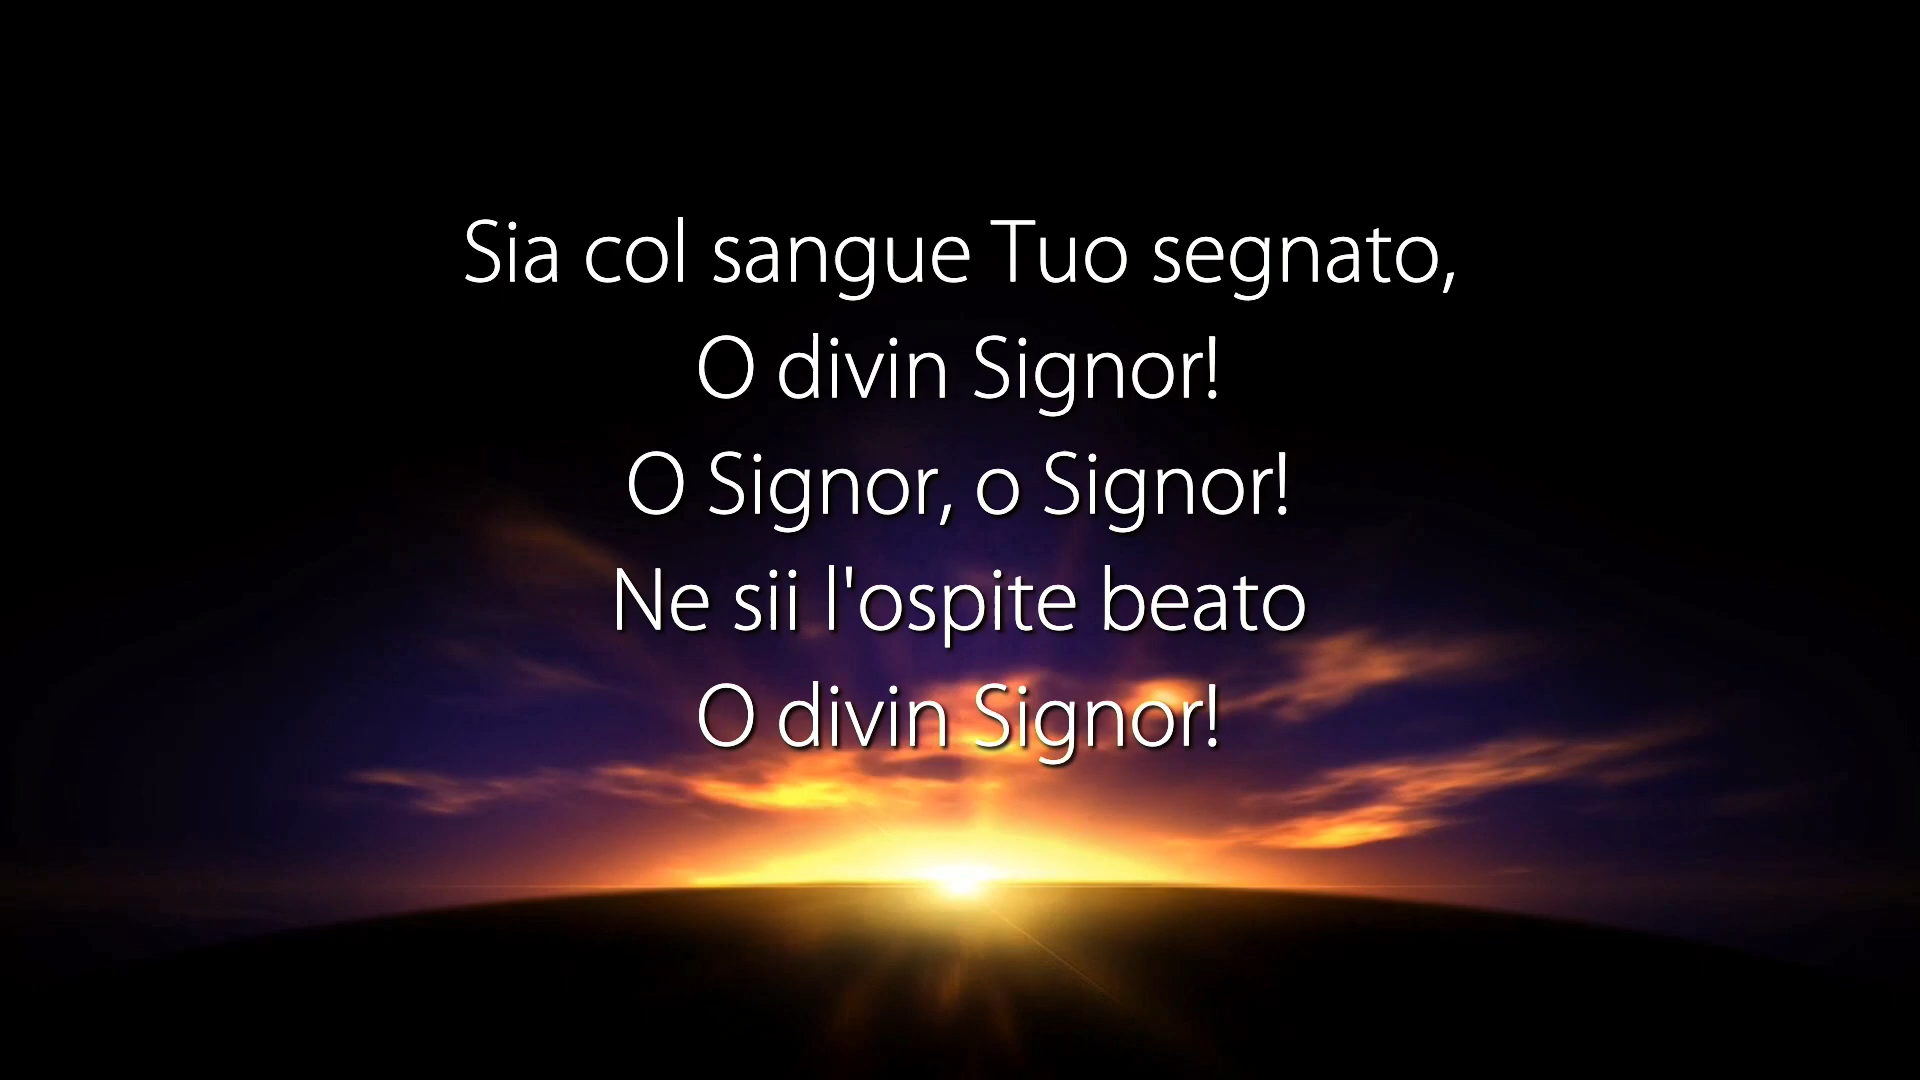 Sia col sangue Tuo segnato,
O divin Signor!
O Signor, o Signor!
Ne sii l'ospite beato
O divin Signor!